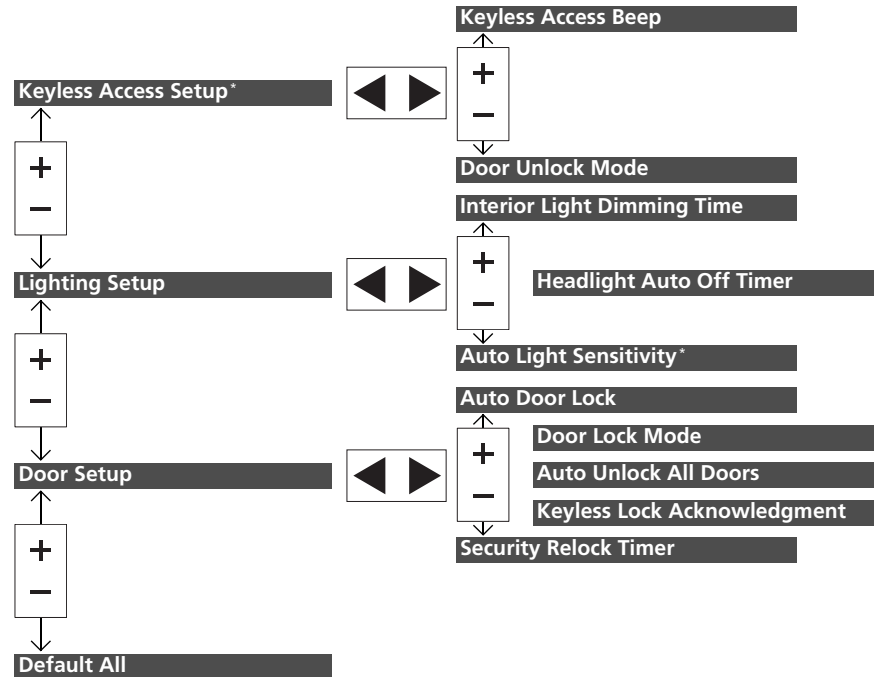 Keyless Access Beep
Keyless Access Setup*
+
−
Door Unlock Mode
+
−
Interior Light Dimming Time
Lighting Setup
+
−
Headlight Auto Off Timer
Auto Light Sensitivity*
+
−
Auto Door Lock
Door Setup
+
−
Door Lock Mode
Auto Unlock All Doors
Keyless Lock Acknowledgment
Security Relock Timer
+
−
Default All